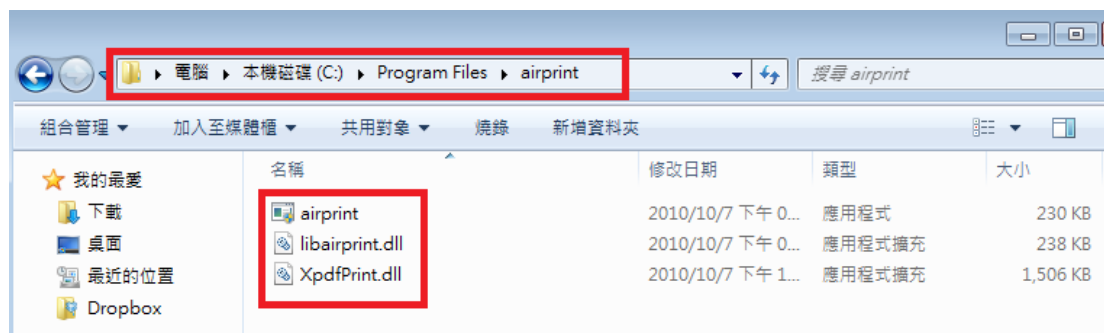 電腦 本機磁碟 (C:) Program Files airprint 搜尋 airprint
組合管理 加入至媒體櫃 共用對象 燒錄 新增資料夾
名稱 修改日期 類型 大小
我的最愛
下載
桌面
最近的位置
Dropbox
airprint 2010/10/7 下午 0... 應用程式 230 KB
libairprint.dll 2010/10/7 下午 0... 應用程式擴充 238 KB
XpdfPrint.dll 2010/10/7 下午 1... 應用程式擴充 1,506 KB